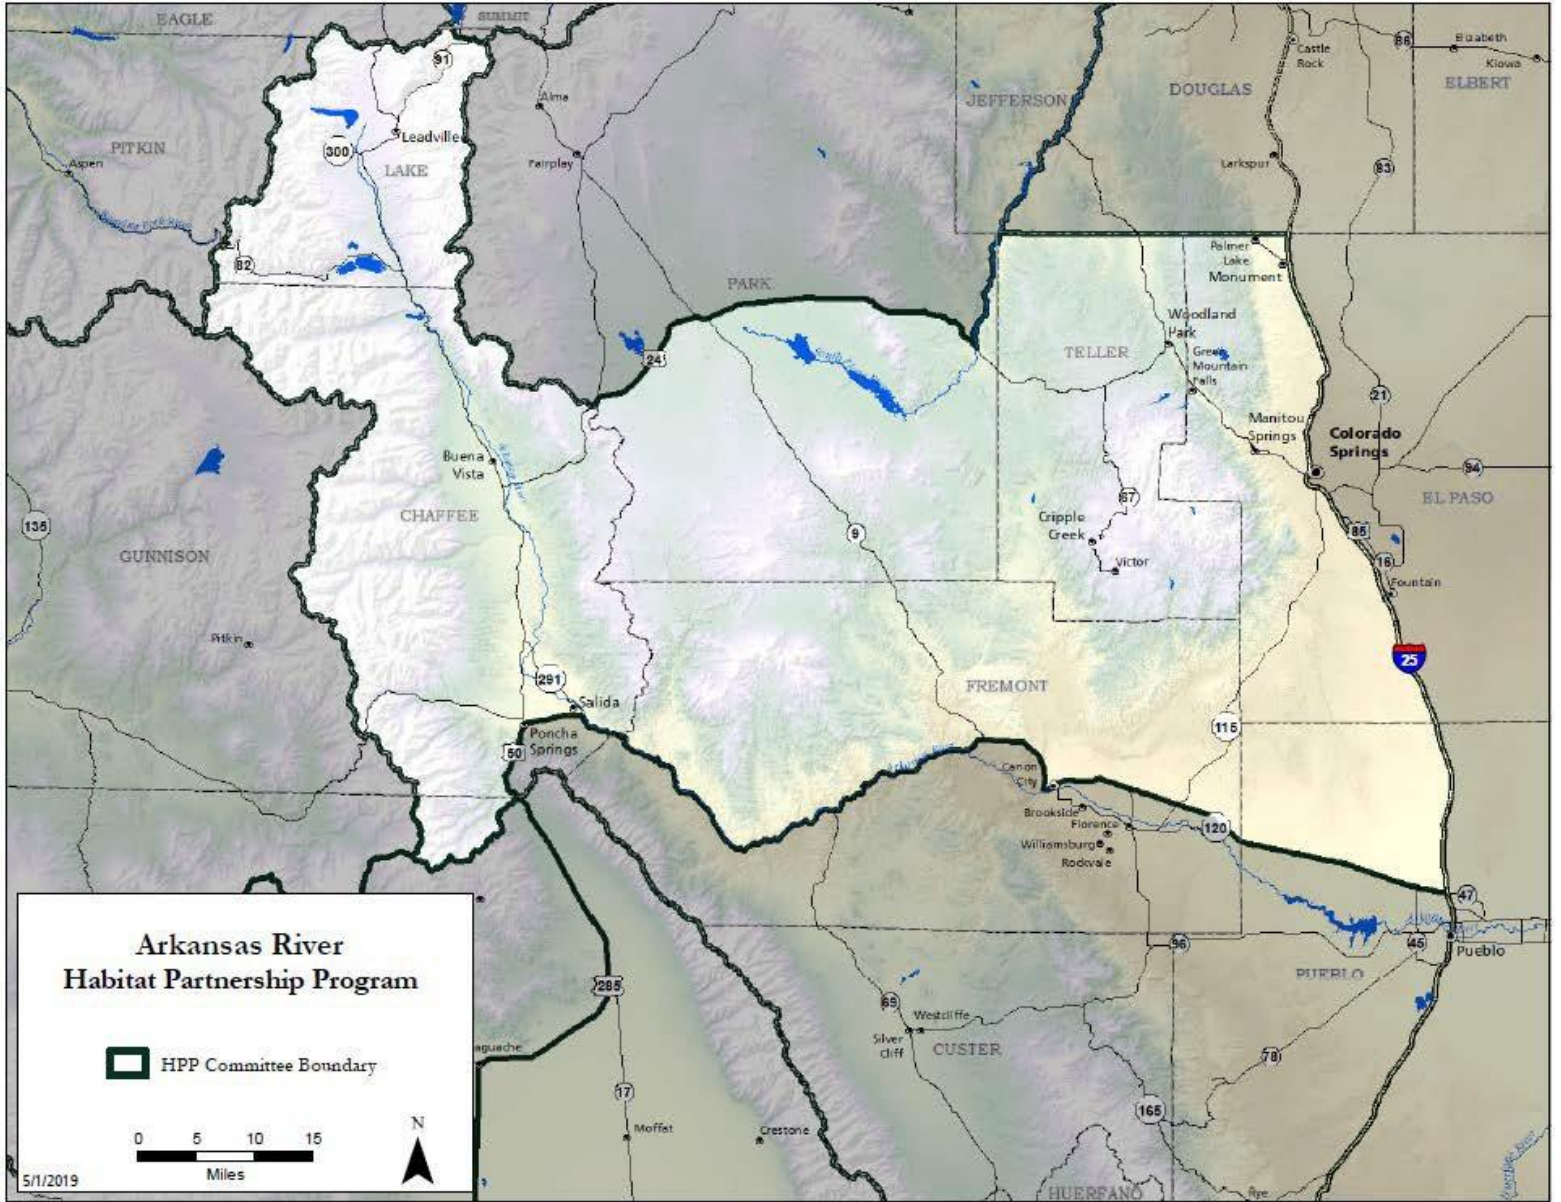 EAGLE
SUMMIT
91
Castle
Rock
86
Elizabeth
Kiowa
Alma
JEFFERSON
DOUGLAS
ELBERT
PITKIN
Aspen
Leadville
300
LAKE
Fairplay
Larkspur
83
82
Palmer
Lake
Monument
PARK
Woodland
Park
24
TELLER
Green
Mountain
Falls
21
Manitou
Springs
Colorado
Springs
Buena
Vista
94
EL PASO
CHAFFEE
67
135
GUNNISON
9
Cripple
Creek
Victor
85
16
Fountain
Pitkin
25
291
Salida
FREMONT
115
Poncha
Springs
50
Canon
City
Brookside
Florence
120
Williamsburg
Rockvale
47
96
45
Pueblo
PUEBLO
Arkansas River
Habitat Partnership Program
HPP Committee Boundary
285
69
Westcliffe
Silver
Cliff
CUSTER
78
aguache
17
165
Moffat
Crestone
N
0 5 10 15
Miles
5/1/2019
HUERFANO
Rye